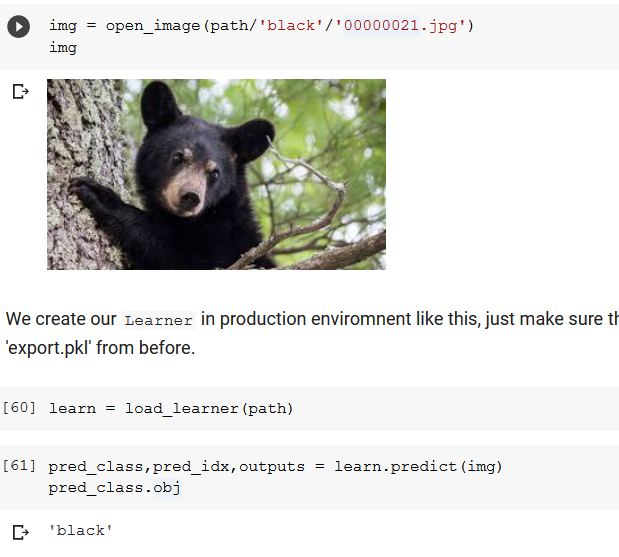 img = open_image(path/'black'/'00000021.jpg')
img
We create our Learner in production enviromnent like this, just make sure th
'export.pkl' from before.
[60] learn = load_learner(path)
[61] pred_class,pred_idx,outputs = learn.predict(img)
pred_class.obj
'black'